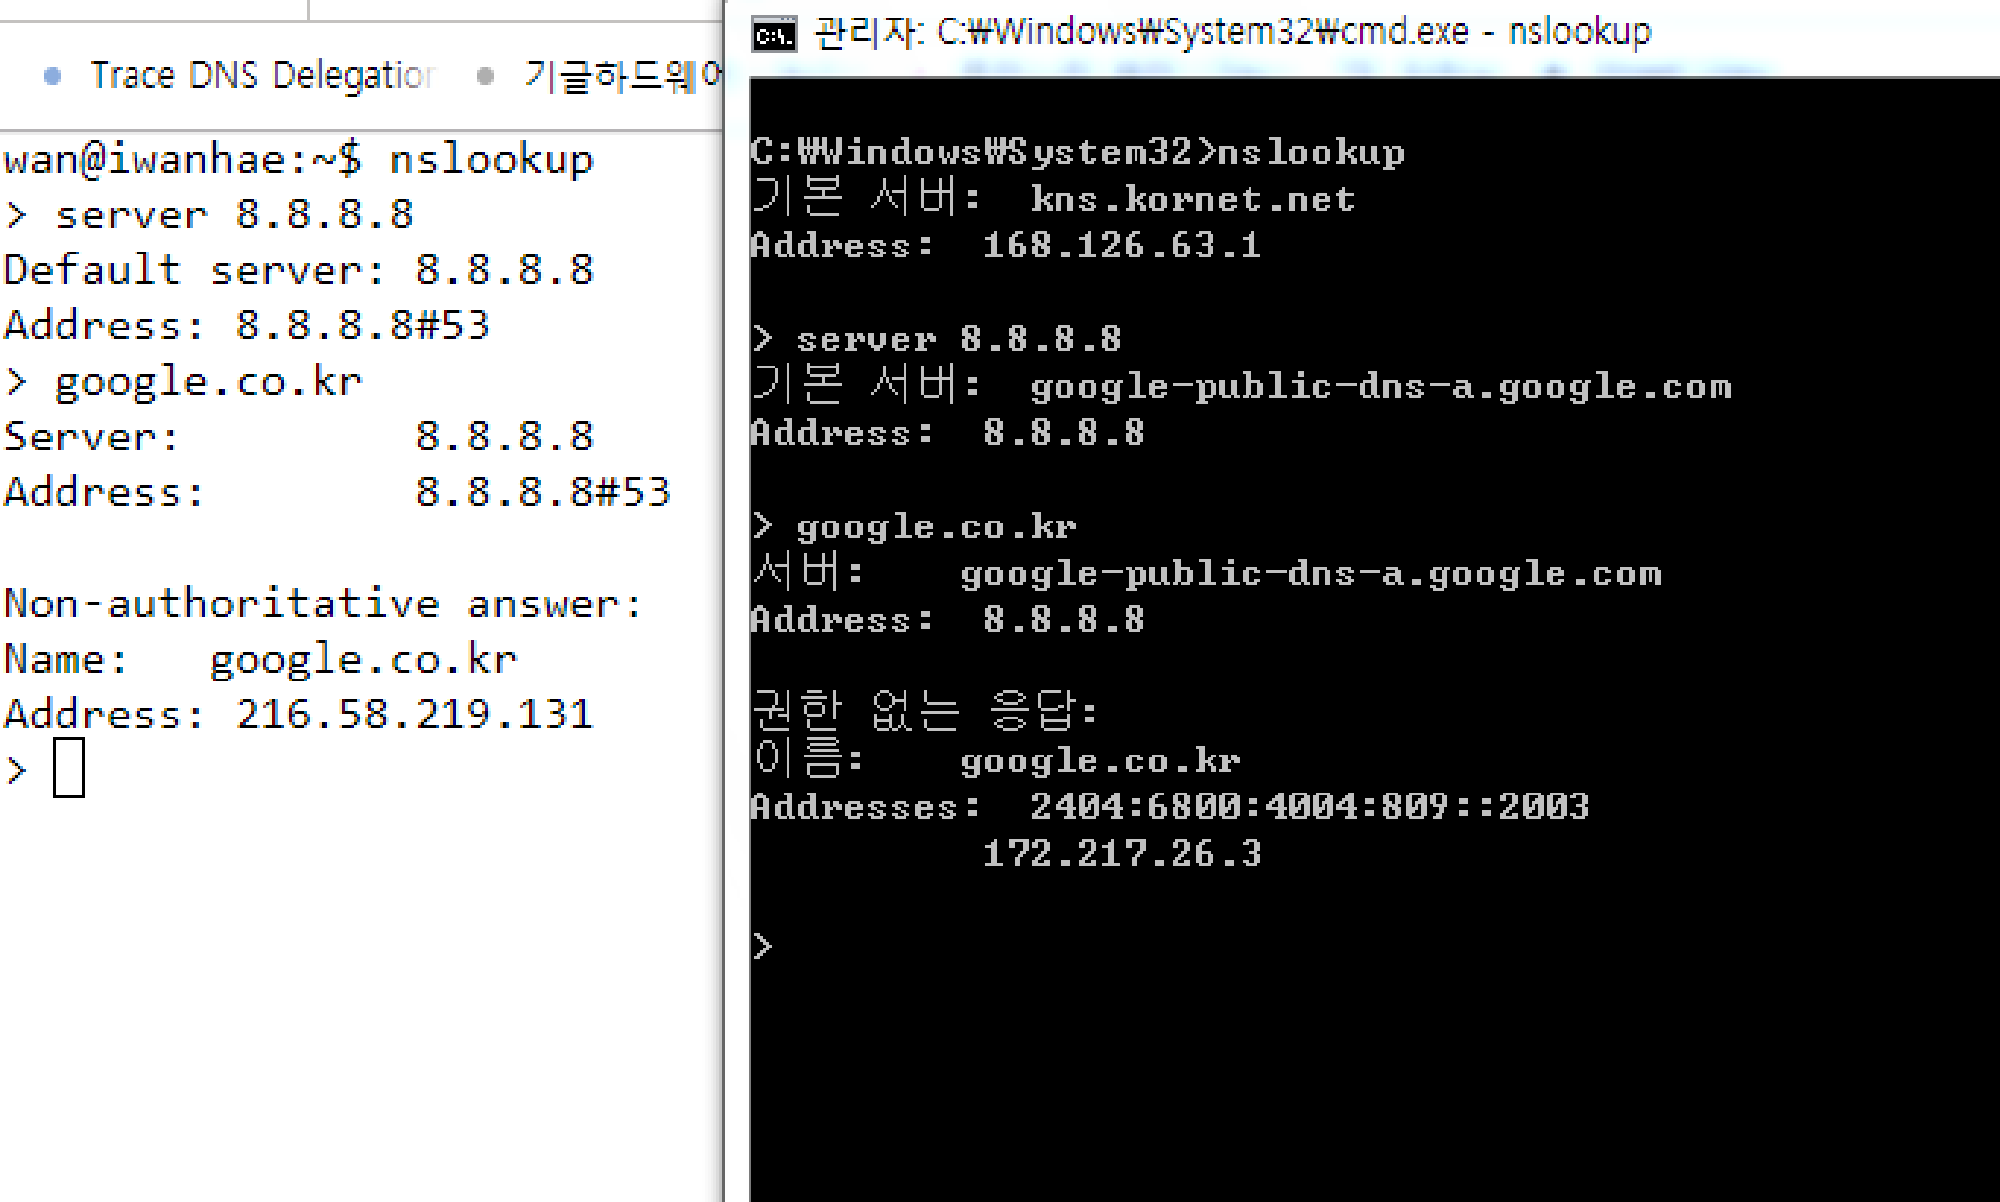 Trace DNS Delegation
기글하드웨어
wan@iwanhae:~$ nslookup
> server 8.8.8.8
Default server: 8.8.8.8
Address: 8.8.8.8#53
> google.co.kr
Server: 8.8.8.8
Address: 8.8.8.8#53
Non-authoritative answer:
Name: google.co.kr
Address: 216.58.219.131
>
관리자: C:₩Windows₩System32₩cmd.exe - nslookup
C:₩Windows₩System32>nslookup
기본 서버: kns.kornet.net
Address: 168.126.63.1
> server 8.8.8.8
기본 서버: google-public-dns-a.google.com
Address: 8.8.8.8
> google.co.kr
서버: google-public-dns-a.google.com
Address: 8.8.8.8
권한 없는 응답:
이름: google.co.kr
Addresses: 2404:6800:4004:809::2003
172.217.26.3
>